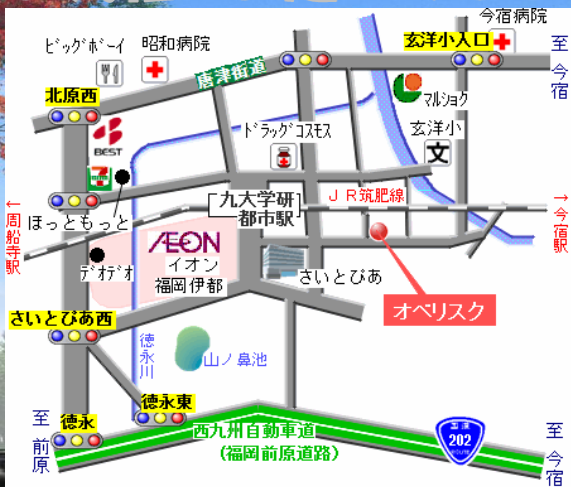 今宿病院
ビッグボーイ
昭和病院
玄洋小入口
至今宿
唐津街道
北原西
マルショク
BEST
ドラッグコスモス
玄洋小
文
ほっともっと
九大学研
都市駅
JR筑肥線
←周船寺駅
→今宿駅
デオデオ
ÆON
イオン
福岡伊都
さいとぴあ
オベリスク
さいとぴあ西
徳永川
山ノ鼻池
至前原
徳永
徳永東
西九州自動車道
(福岡前原道路)
国道
202
ROUTE
至今宿